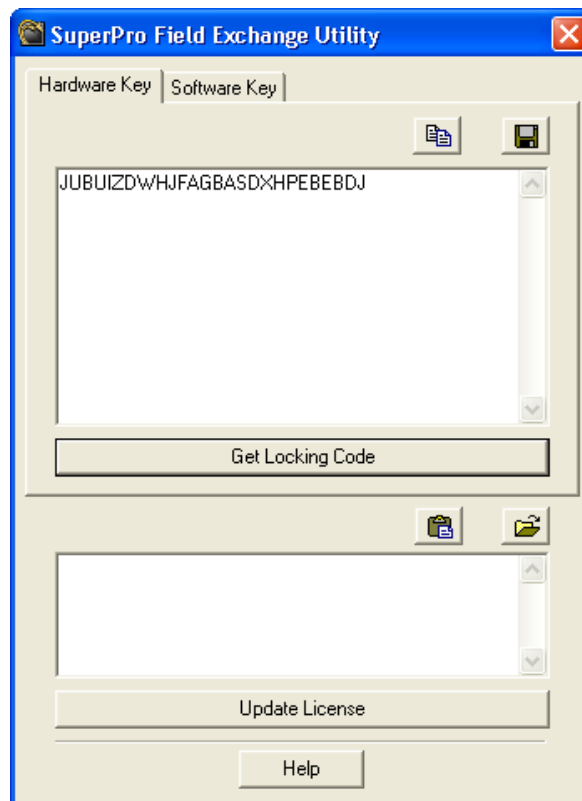 SuperPro Field Exchange Utility
Hardware Key
Software Key
JUBUIZDWHJFAGBASDXHPEBEBDJ
Get Locking Code
Update License
Help